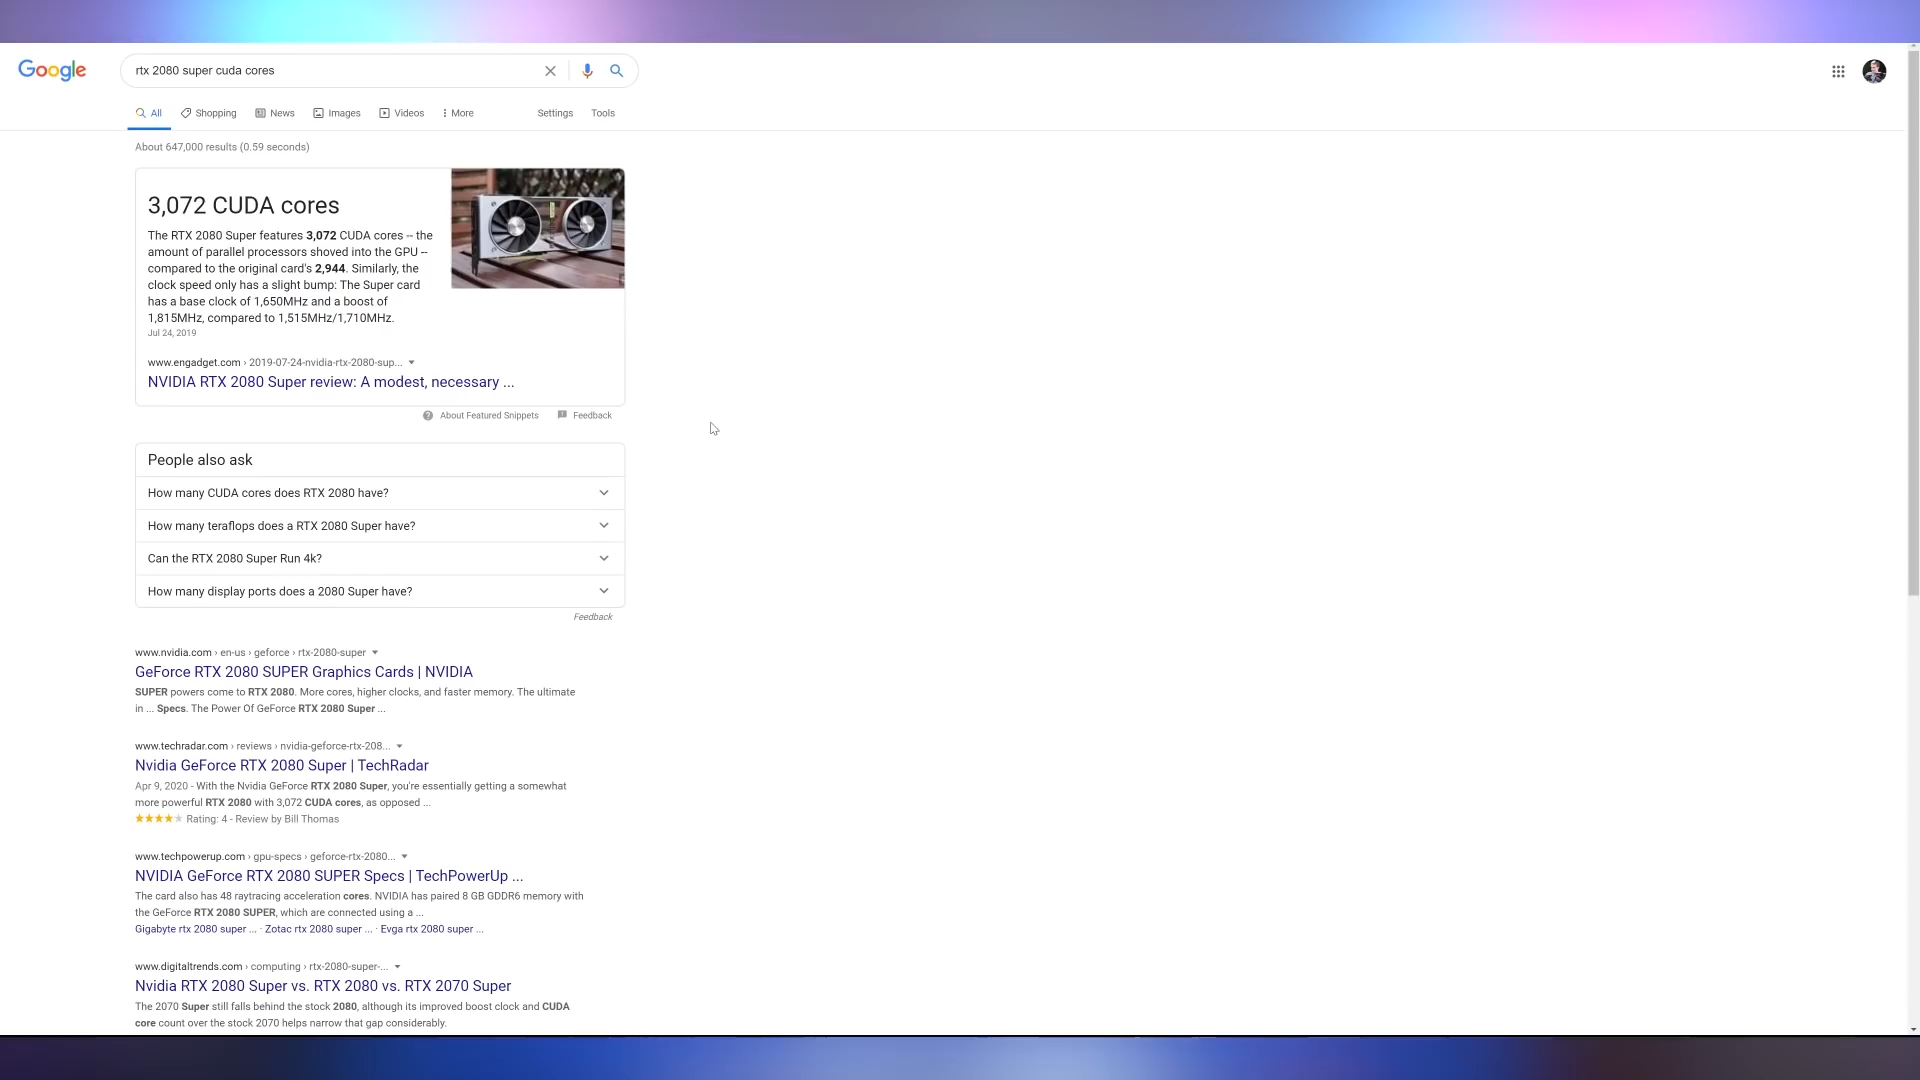 Google
rtx 2080 super cuda cores
All
Shopping
News
Images
Videos
More
Settings
Tools
About 647,000 results (0.59 seconds)
3,072 CUDA cores
The RTX 2080 Super features 3,072 CUDA cores -- the
amount of parallel processors shoved into the GPU --
compared to the original card's 2,944. Similarly, the
clock speed only has a slight bump: The Super card
has a base clock of 1,650MHz and a boost of
1,815MHz, compared to 1,515MHz/1,710MHz.
Jul 24, 2019
www.engadget.com › 2019-07-24-nvidia-rtx-2080-sup...
NVIDIA RTX 2080 Super review: A modest, necessary ...
About Featured Snippets
Feedback
People also ask
How many CUDA cores does RTX 2080 have?
How many teraflops does a RTX 2080 Super have?
Can the RTX 2080 Super Run 4k?
How many display ports does a 2080 Super have?
Feedback
www.nvidia.com › en-us › geforce › rtx-2080-super
GeForce RTX 2080 SUPER Graphics Cards | NVIDIA
SUPER powers come to RTX 2080. More cores, higher clocks, and faster memory. The ultimate
in ... Specs. The Power Of GeForce RTX 2080 Super ...
www.techradar.com › reviews › nvidia-geforce-rtx-208...
Nvidia GeForce RTX 2080 Super | TechRadar
Apr 9, 2020 - With the Nvidia GeForce RTX 2080 Super, you're essentially getting a somewhat
more powerful RTX 2080 with 3,072 CUDA cores, as opposed ...
Rating: 4 - Review by Bill Thomas
www.techpowerup.com › gpu-specs › geforce-rtx-2080...
NVIDIA GeForce RTX 2080 SUPER Specs | TechPowerUp ...
The card also has 48 raytracing acceleration cores. NVIDIA has paired 8 GB GDDR6 memory with
the GeForce RTX 2080 SUPER, which are connected using a ...
Gigabyte rtx 2080 super ... · Zotac rtx 2080 super ... · Evga rtx 2080 super ...
www.digitaltrends.com › computing › rtx-2080-super-...
Nvidia RTX 2080 Super vs. RTX 2080 vs. RTX 2070 Super
The 2070 Super still falls behind the stock 2080, although its improved boost clock and CUDA
core count over the stock 2070 helps narrow that gap considerably.